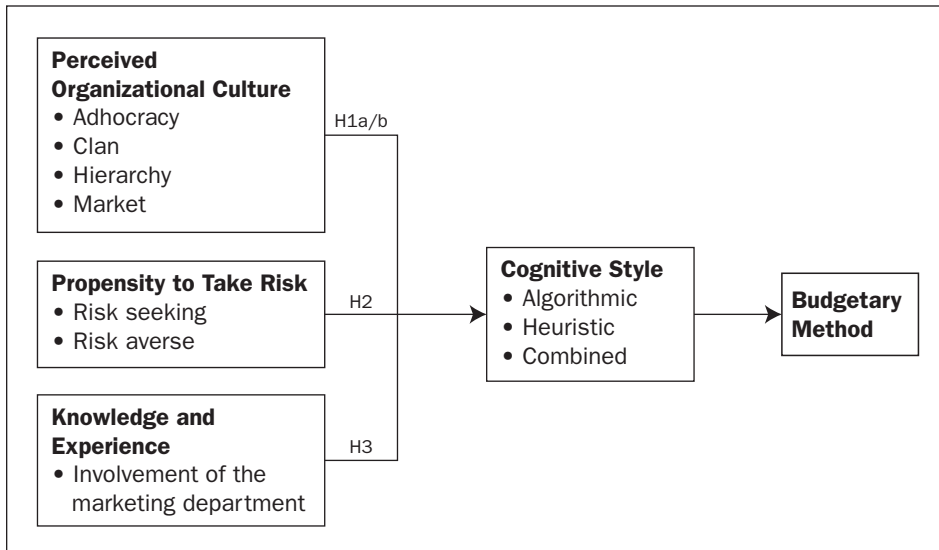 Perceived
Organizational Culture
• Adhocracy
• Clan
• Hierarchy
• Market
H1a/b
Propensity to Take Risk
• Risk seeking
• Risk averse
H2
Knowledge and
Experience
• Involvement of the
marketing department
H3
Cognitive Style
• Algorithmic
• Heuristic
• Combined
Budgetary
Method